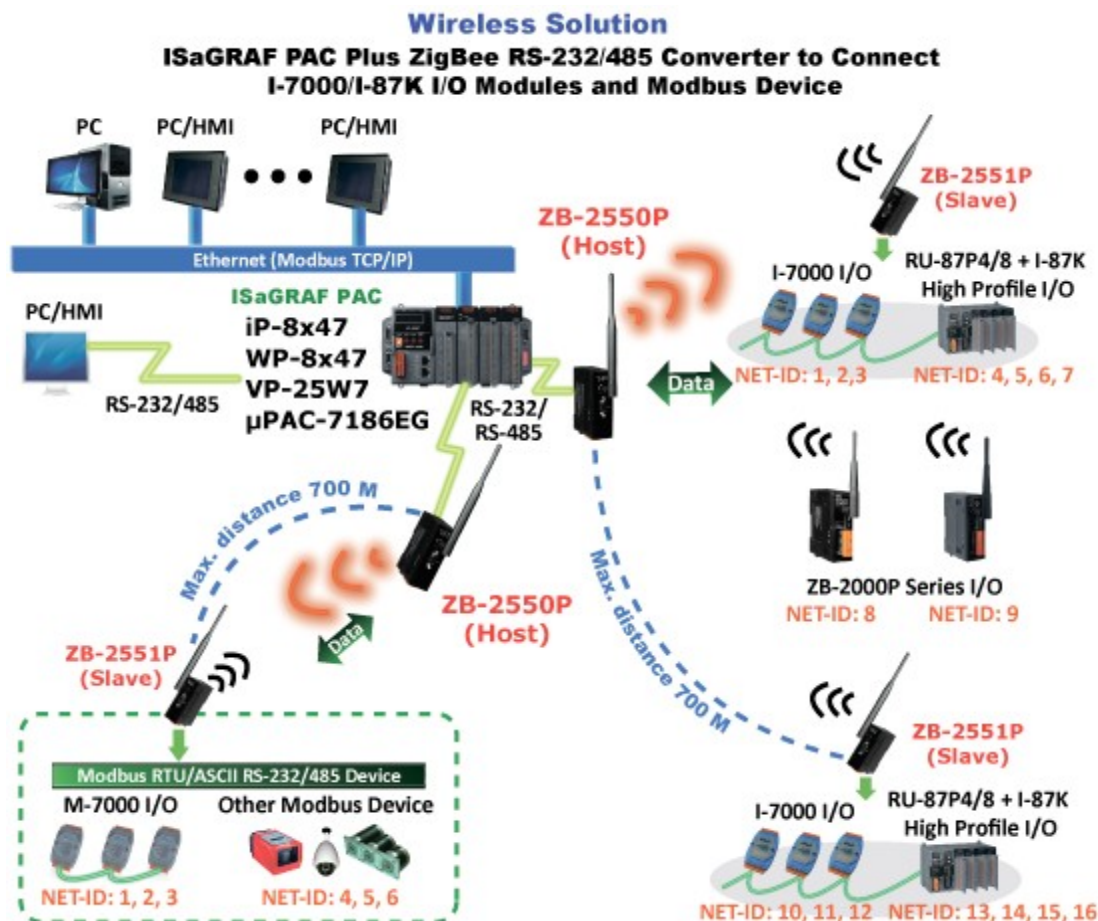 Wireless Solution
ISaGRAF PAC Plus ZigBee RS-232/485 Converter to Connect
I-7000/I-87K I/O Modules and Modbus Device
PC
PC/HMI
PC/HMI
Ethernet (Modbus TCP/IP)
PC/HMI
RS-232/485
ISaGRAF PAC
iP-8x47
WP-8x47
VP-25W7
μPAC-7186EG
RS-232/
RS-485
ZB-2550P
(Host)
Data
ZB-2551P
(Slave)
I-7000 I/O
RU-87P4/8 + I-87K
High Profile I/O
NET-ID: 1, 2,3
NET-ID: 4, 5, 6, 7
ZB-2000P Series I/O
NET-ID: 8
NET-ID: 9
Max. distance 700 M
ZB-2551P
(Slave)
I-7000 I/O
RU-87P4/8 + I-87K
High Profile I/O
NET-ID: 10, 11, 12
NET-ID: 13, 14, 15, 16
Max. distance 700 M
ZB-2550P
(Host)
Data
ZB-2551P
(Slave)
Modbus RTU/ASCII RS-232/485 Device
M-7000 I/O
Other Modbus Device
NET-ID: 1, 2, 3
NET-ID: 4, 5, 6